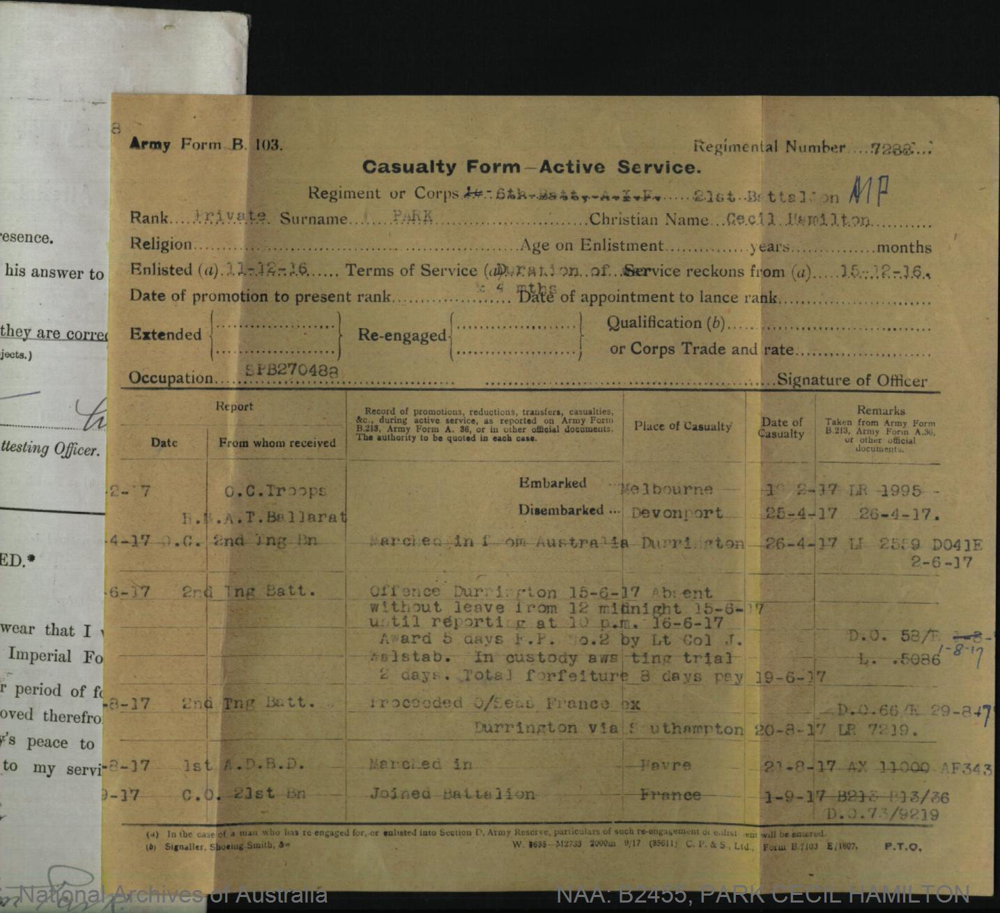 resence.
his answer to
they are correc
jects.)
ttesting Officer.
ED.*
wear that I
Imperial Fo
r period of fo
oved therefro
y's peace to
to my servi
8
Army Form B. 103.
Regimental Number....
Casualty Form—Active Service.
Regiment or Corps 6th Batt. A.I.F. 21st Battalion
Rank....Private Surname....PARK....Christian Name...Cecil Hamilton
Religion....Age on Enlistment....years....months
Enlisted (a) 11-12-16.... Terms of Service (a) Duration of Service reckons from (a)....15-12-16.
4 mths
Date of promotion to present rank.... Date of appointment to lance rank....
Extended Re-engaged Qualification (b)....
or Corps Trade and rate....
SPB270488
Occupation.... Signature of Officer
Report
Date From whom received
Record of promotions, reductions, transfers, casualties,
&c., during active service, as reported on Army Form
B.213, Army Form A. 36, or in other official documents.
The authority to be quoted in each case.
Place of Casualty
Date of
Casualty
Remarks
Taken from Army Form
B.213, Army Form A.36,
or other official
documents.
O.C.Troops Embarked ... Melbourne 2-17 LR 1995 -
A.T.Ballarat Disembarked ... Devonport 25-4-17 26-4-17.
4-17 O.C. 2nd Tng Bn Marched in from Australia Durrington 26-4-17 LR 2559 DO41E
2-6-17
-6-17 2nd Tng Batt. Offence Durrington 15-6-17 Absent
without leave from 12 midnight 15-6-17
until reporting at 10 p.m. 16-6-17
Award 5 days F.P. No.2 by Lt Col J.
D.O. 58/E
Walstab. In custody awaiting trial
L. .5086
1-8-17
2 days. Total forfeiture 8 days pay 19-6-17
-8-17 2nd Tng Batt. Proceeded O/Seas France ex
D.O.66/E 29-8-17
Durrington via Southampton 20-8-17 LR 7219.
-8-17 1st A.D.B.D. Marched in Havre 21-8-17 AX 11000 AF343
9-17 C.O. 21st Bn Joined Battalion France 1-9-17 B213 B13/36
D.O.73/9219
(a) In the case of a man who has re-engaged for, or enlisted into Section D, Army Reserve, particulars of such re-engagement or enlistment will be entered.
(b) Signaller, Shoeing-Smith, &c
W. 8635—M2733 2000m 9/17 (35611) C. P. & S., Ltd., Form B./103 E/1807. P.T.O.
National Archives of Australia
NAA: B2455, PARK CECIL HAMILTON